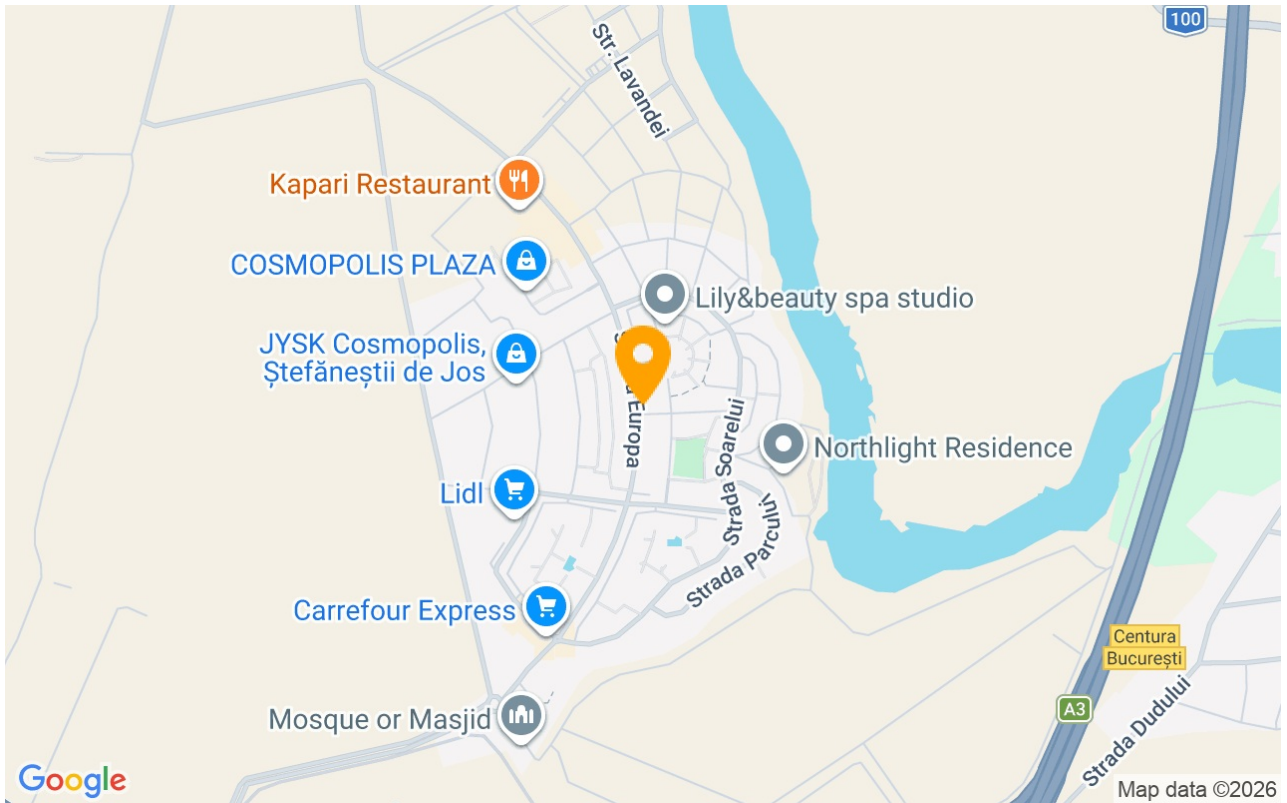 100
Str. Lavandei
Kapari Restaurant
COSMOPOLIS PLAZA
Lily&beauty spa studio
JYSK Cosmopolis,
Ștefăneștii de Jos
Europa
Strada Soarelui
Northlight Residence
Lidl
Strada Parcului
Carrefour Express
Centura
București
Mosque or Masjid
A3
Strada Dudului
Google
Map data ©2026